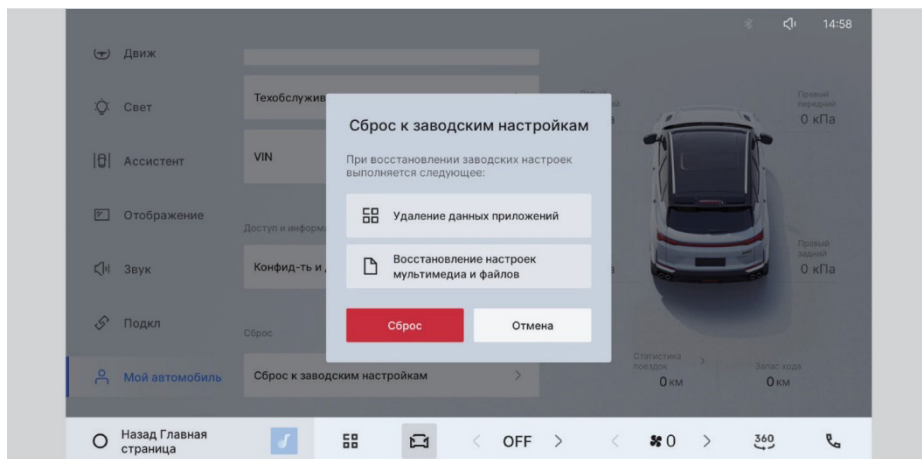 14:58
Движ
Свет
Ассистент
Отображение
Звук
Подкл
Мой автомобиль
Техобслужив
VIN
Доступ и информа
Конфид-ть и
Сброс
Сброс к заводским настройкам
Сброс к заводским настройкам
При восстановлении заводских настроек
выполняется следующее:
Удаление данных приложений
Восстановление настроек
мультимедиа и файлов
Сброс
Отмена
Правый
передний
0 кПа
Правый
задний
0 кПа
Статистика
поездок
0 км
Запас хода
0 км
Назад Главная
страница
OFF
0
360